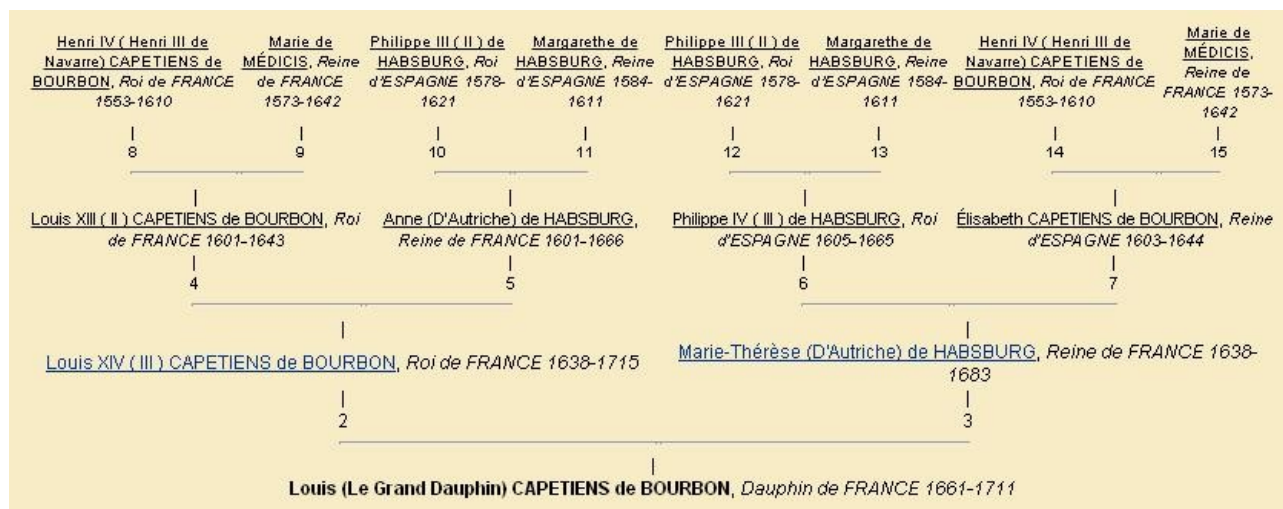 Henri IV ( Henri III de Navarre) CAPETIENS de BOURBON, Roi de FRANCE 1553-1610
Marie de MÉDICIS, Reine de FRANCE 1573-1642
Philippe III ( II ) de HABSBURG, Roi d'ESPAGNE 1578-1621
Margarethe de HABSBURG, Reine d'ESPAGNE 1584-1611
Philippe III ( II ) de HABSBURG, Roi d'ESPAGNE 1578-1621
Margarethe de HABSBURG, Reine d'ESPAGNE 1584-1611
Henri IV ( Henri III de Navarre) CAPETIENS de BOURBON, Roi de FRANCE 1553-1610
Marie de MÉDICIS, Reine de FRANCE 1573-1642
8 9 10 11 12 13 14 15
Louis XIII ( II ) CAPETIENS de BOURBON, Roi de FRANCE 1601-1643
Anne (D'Autriche) de HABSBURG, Reine de FRANCE 1601-1666
Philippe IV ( III ) de HABSBURG, Roi d'ESPAGNE 1605-1665
Élisabeth CAPETIENS de BOURBON, Reine d'ESPAGNE 1603-1644
4 5 6 7
Louis XIV ( III ) CAPETIENS de BOURBON, Roi de FRANCE 1638-1715
Marie-Thérèse (D'Autriche) de HABSBURG, Reine de FRANCE 1638-1683
2 3
Louis (Le Grand Dauphin) CAPETIENS de BOURBON, Dauphin de FRANCE 1661-1711